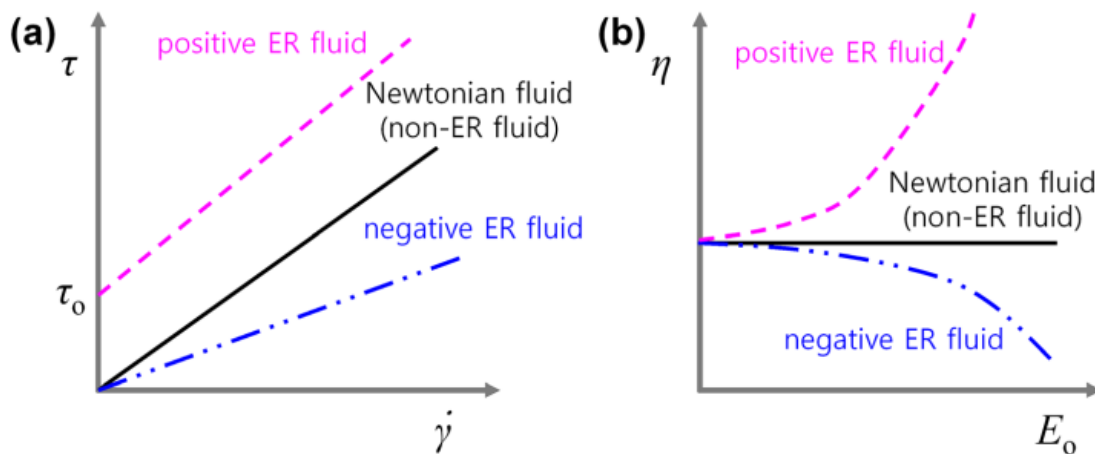 (a)
τ
positive ER fluid
Newtonian fluid
(non-ER fluid)
negative ER fluid
τo
γ̇
(b)
η
positive ER fluid
Newtonian fluid
(non-ER fluid)
negative ER fluid
Eo